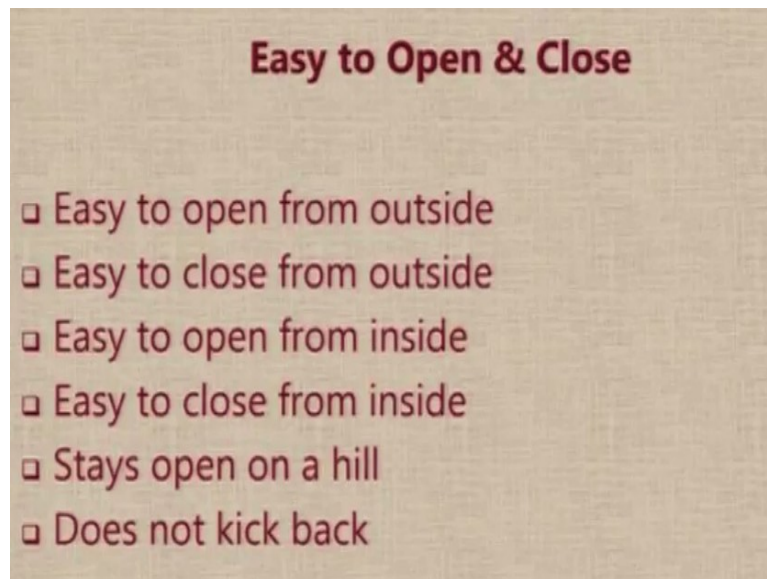 Easy to Open & Close
❑ Easy to open from outside
❑ Easy to close from outside
❑ Easy to open from inside
❑ Easy to close from inside
❑ Stays open on a hill
❑ Does not kick back